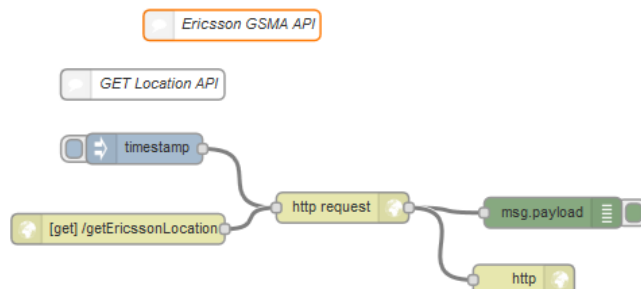 Ericsson GSMA API
GET Location API
timestamp
http request
msg.payload
[get] /getEricssonLocation
http